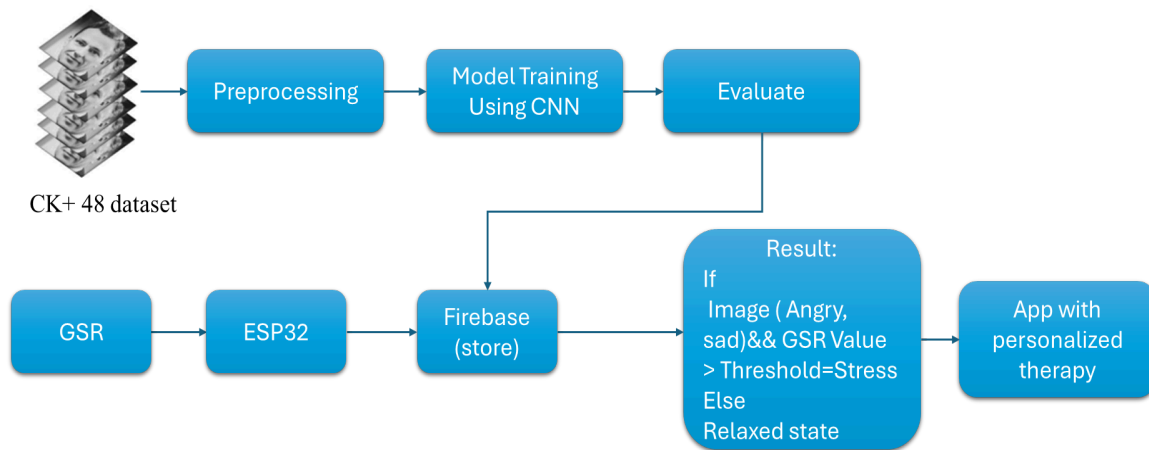 Preprocessing
Model Training
Using CNN
Evaluate
CK+ 48 dataset
GSR
ESP32
Firebase
(store)
Result:
If
Image ( Angry,
sad)&& GSR Value
> Threshold=Stress
Else
Relaxed state
App with
personalized
therapy